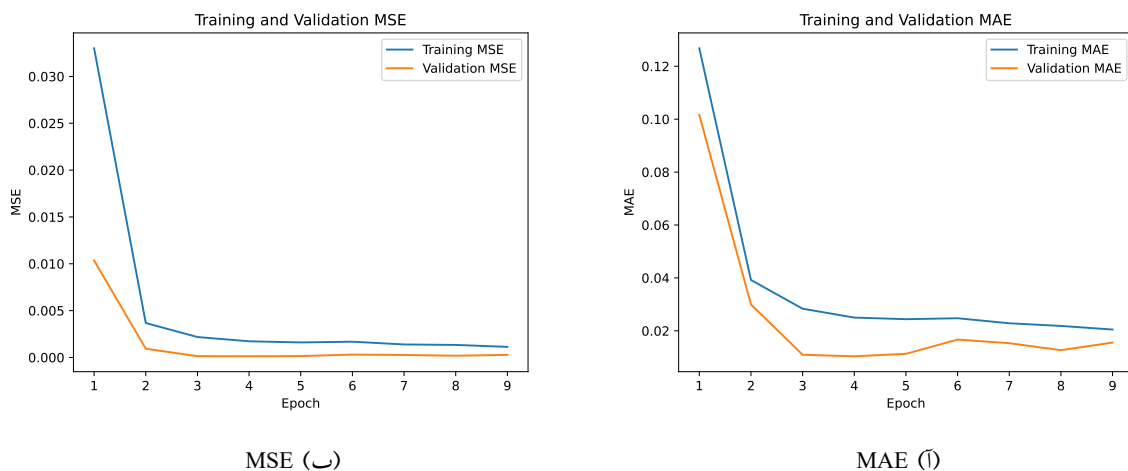 Training and Validation MSE
Training MSE
Validation MSE
0.030
0.025
0.020
0.015
0.010
0.005
0.000
MSE
1 2 3 4 5 6 7 8 9
Epoch
MSE (ب)
Training and Validation MAE
Training MAE
Validation MAE
0.12
0.10
0.08
0.06
0.04
0.02
MAE
1 2 3 4 5 6 7 8 9
Epoch
MAE (آ)